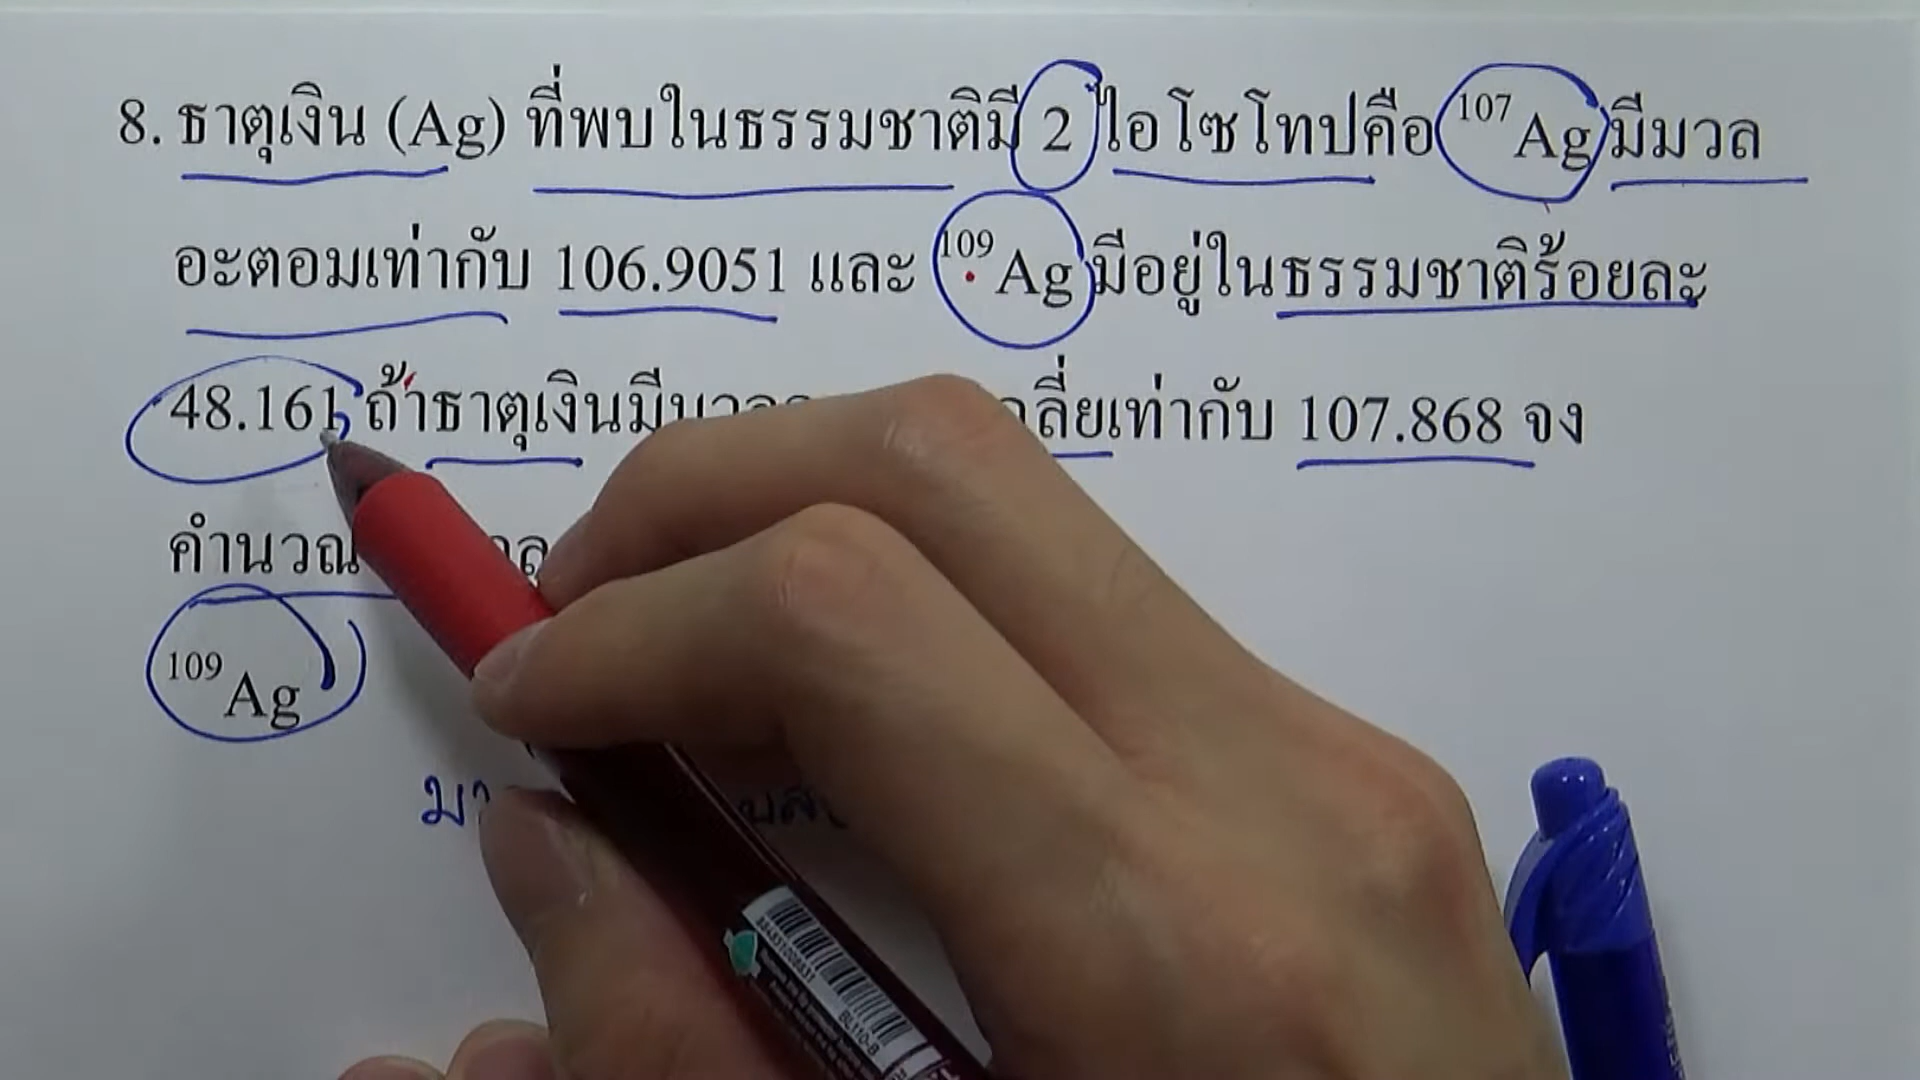 8. ธาตุเงิน (Ag) ที่พบในธรรมชาติมี 2 ไอโซโทปคือ ¹⁰⁷Ag มีมวล
อะตอมเท่ากับ 106.9051 และ ¹⁰⁹Ag มีอยู่ในธรรมชาติร้อยละ
48.161 ถ้าธาตุเงินมี เท่ากับ 107.868 จง
คำนวณ
¹⁰⁹Ag
BL110-B